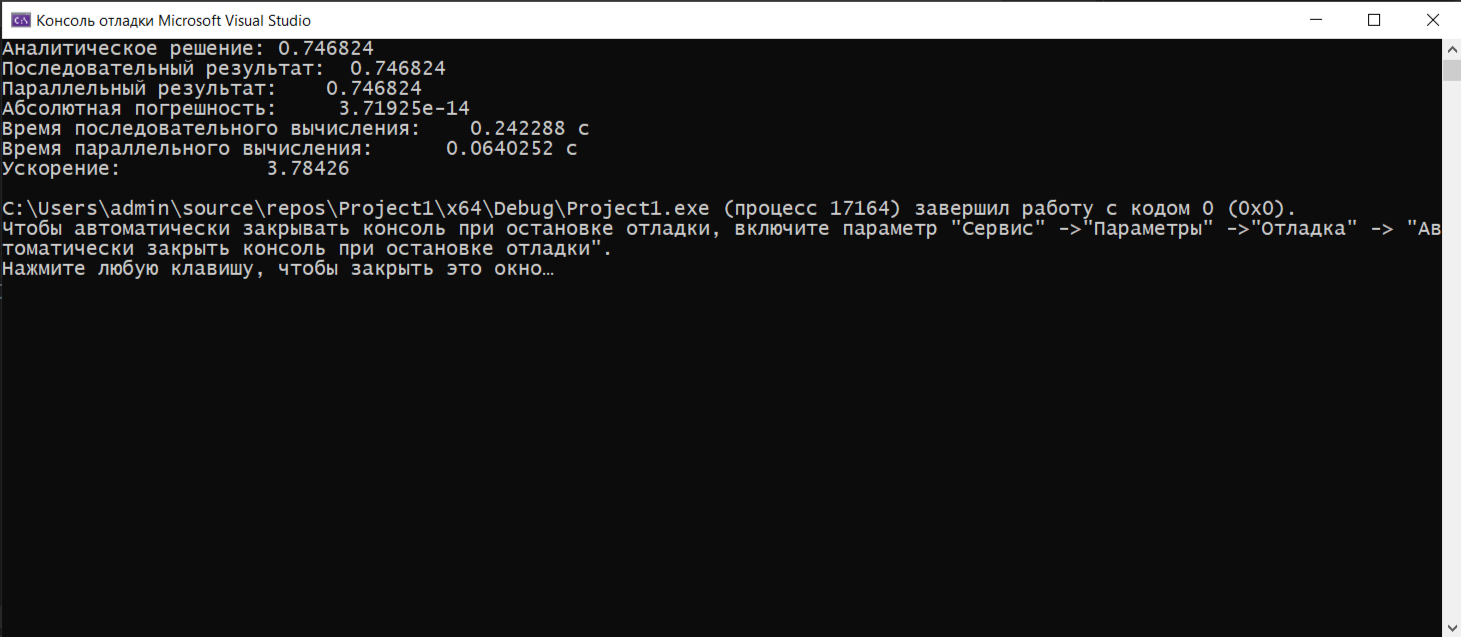 Консоль отладки Microsoft Visual Studio
Аналитическое решение: 0.746824
Последовательный результат:  0.746824
Параллельный результат:    0.746824
Абсолютная погрешность:     3.71925e-14
Время последовательного вычисления:    0.242288 с
Время параллельного вычисления:      0.0640252 с
Ускорение:            3.78426
C:\Users\admin\source\repos\Project1\x64\Debug\Project1.exe (процесс 17164) завершил работу с кодом 0 (0x0).
Чтобы автоматически закрывать консоль при остановке отладки, включите параметр "Сервис" ->"Параметры" ->"Отладка" -> "Ав
томатически закрыть консоль при остановке отладки".
Нажмите любую клавишу, чтобы закрыть это окно…